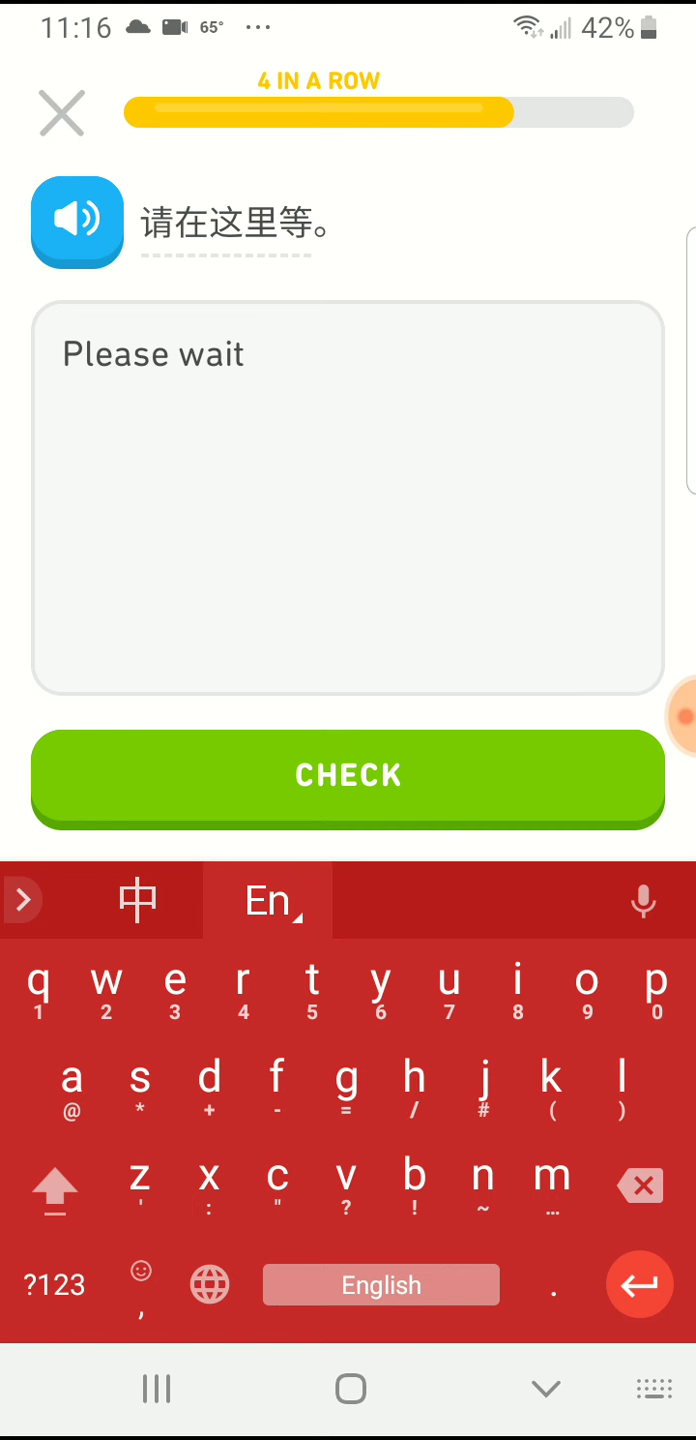 11:16 65° ... 42%
4 IN A ROW
请在这里等。
Please wait
CHECK
中 En
q w e r t y u i o p
1 2 3 4 5 6 7 8 9 0
a s d f g h j k l
@ * + - = / # ( )
z x c v b n m
' : " ? ! ~ ...
?123 , English .